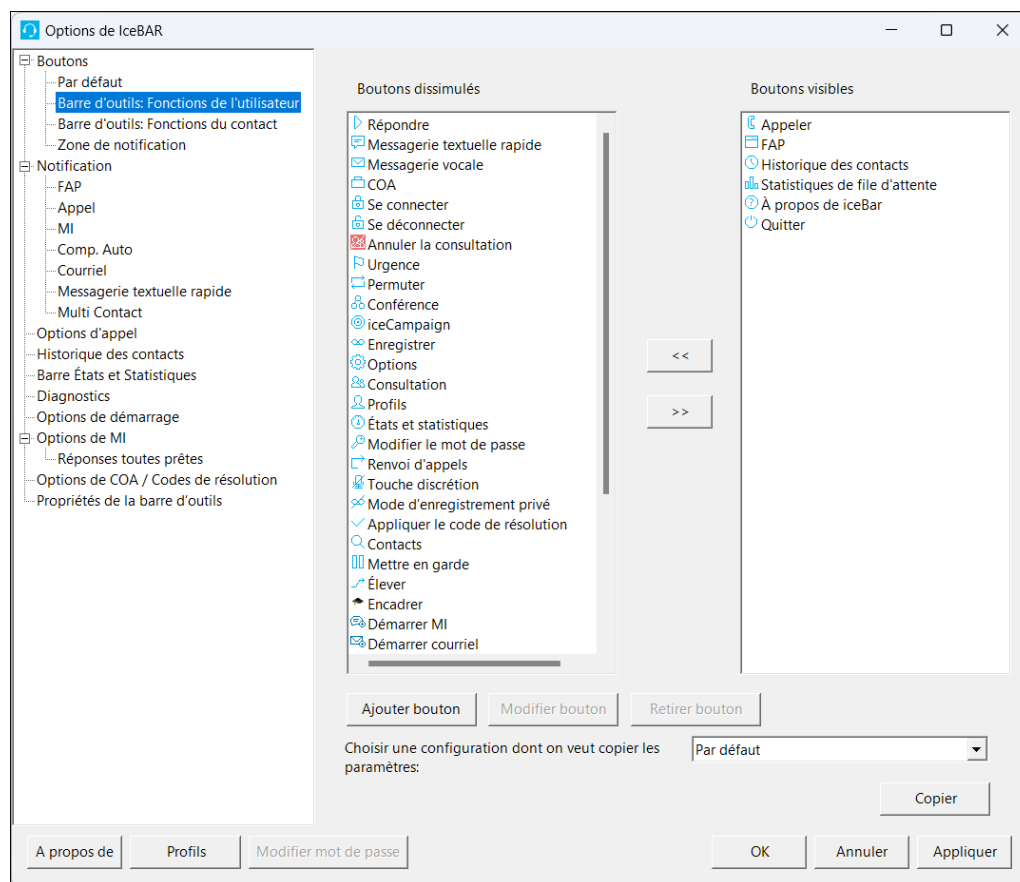 Options de IceBAR
Boutons
Par défaut
Barre d'outils: Fonctions de l'utilisateur
Barre d'outils: Fonctions du contact
Zone de notification
Notification
FAP
Appel
MI
Comp. Auto
Courriel
Messagerie textuelle rapide
Multi Contact
Options d'appel
Historique des contacts
Barre États et Statistiques
Diagnostics
Options de démarrage
Options de MI
Réponses toutes prêtes
Options de COA / Codes de résolution
Propriétés de la barre d'outils
Boutons dissimulés
Répondre
Messagerie textuelle rapide
Messagerie vocale
COA
Se connecter
Se déconnecter
Annuler la consultation
Urgence
Permuter
Conférence
iceCampaign
Enregistrer
Options
Consultation
Profils
États et statistiques
Modifier le mot de passe
Renvoi d'appels
Touche discrétion
Mode d'enregistrement privé
Appliquer le code de résolution
Contacts
Mettre en garde
Élever
Encadrer
Démarrer MI
Démarrer courriel
<<
>>
Boutons visibles
Appeler
FAP
Historique des contacts
Statistiques de file d'attente
À propos de iceBar
Quitter
Ajouter bouton
Modifier bouton
Retirer bouton
Choisir une configuration dont on veut copier les
paramètres:
Par défaut
Copier
A propos de
Profils
Modifier mot de passe
OK
Annuler
Appliquer